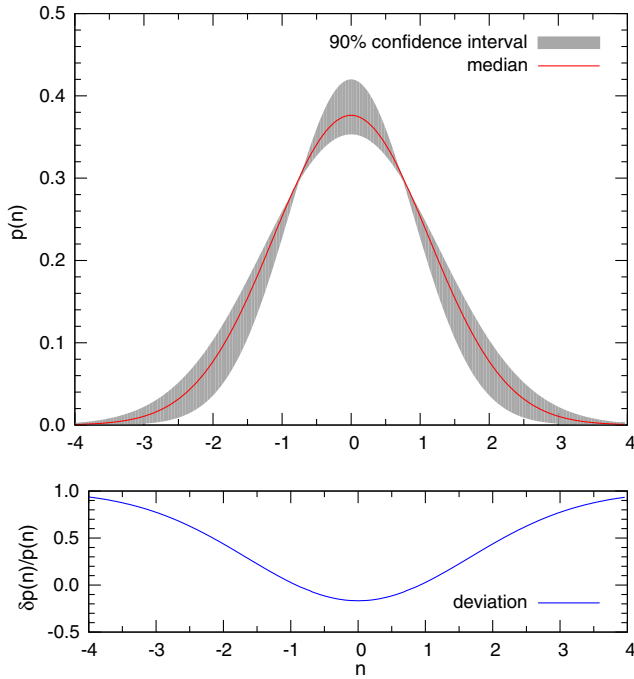 0.5
0.4
0.3
0.2
0.1
0.0
p(n)
90% confidence interval
median
-4 -3 -2 -1 0 1 2 3 4
1.0
0.5
0.0
-0.5
δp(n)/p(n)
deviation
-4 -3 -2 -1 0 1 2 3 4
n